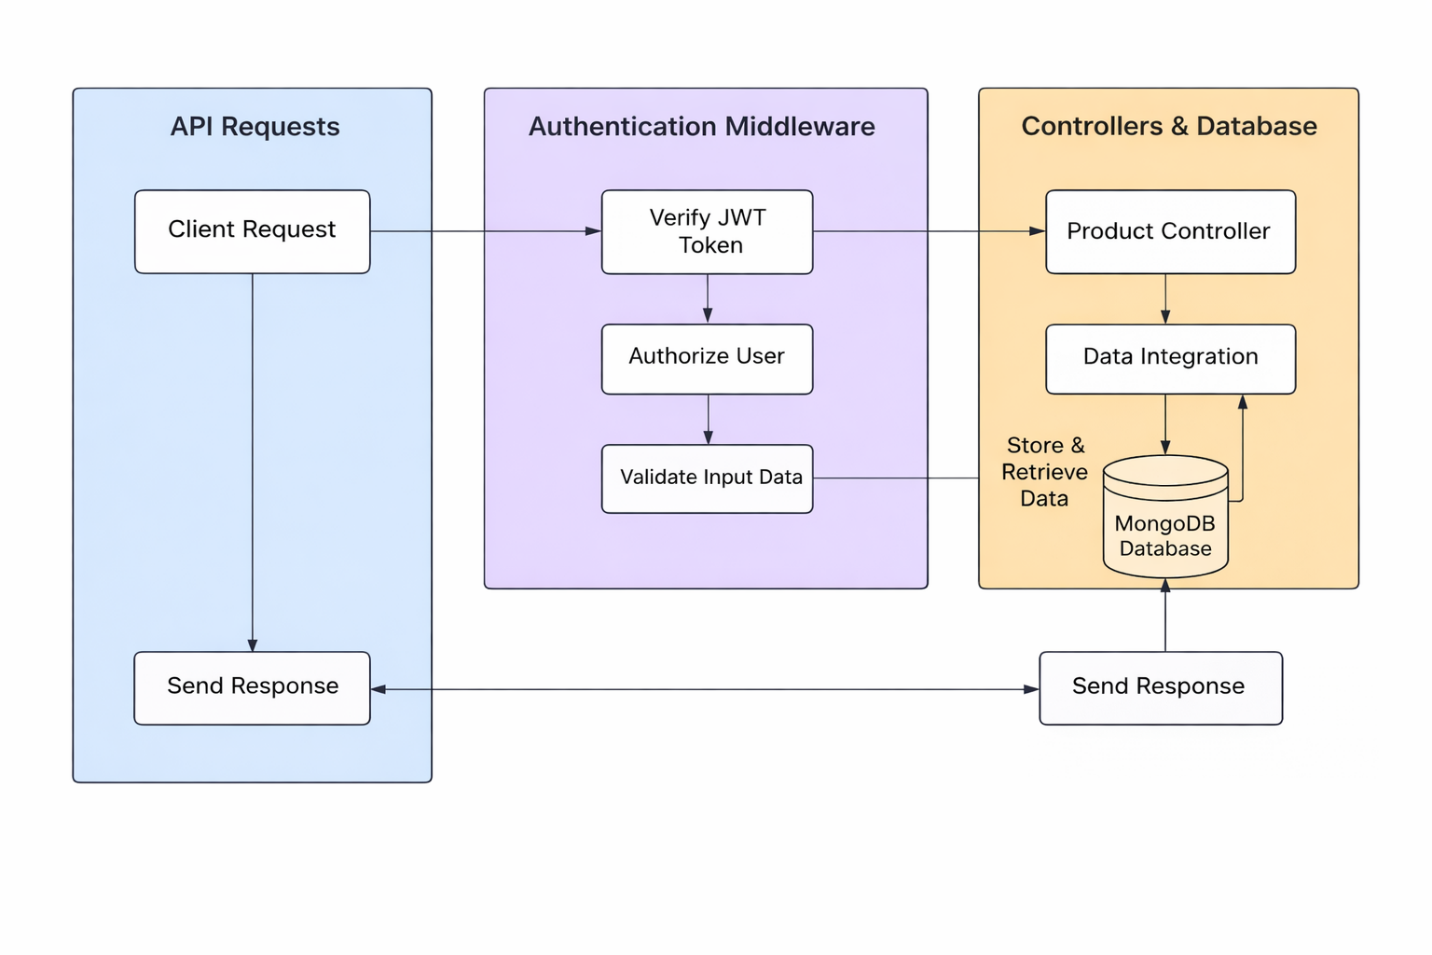 API Requests
Client Request
Send Response
Authentication Middleware
Verify JWT
Token
Authorize User
Validate Input Data
Controllers & Database
Product Controller
Data Integration
Store &
Retrieve
Data
MongoDB
Database
Send Response